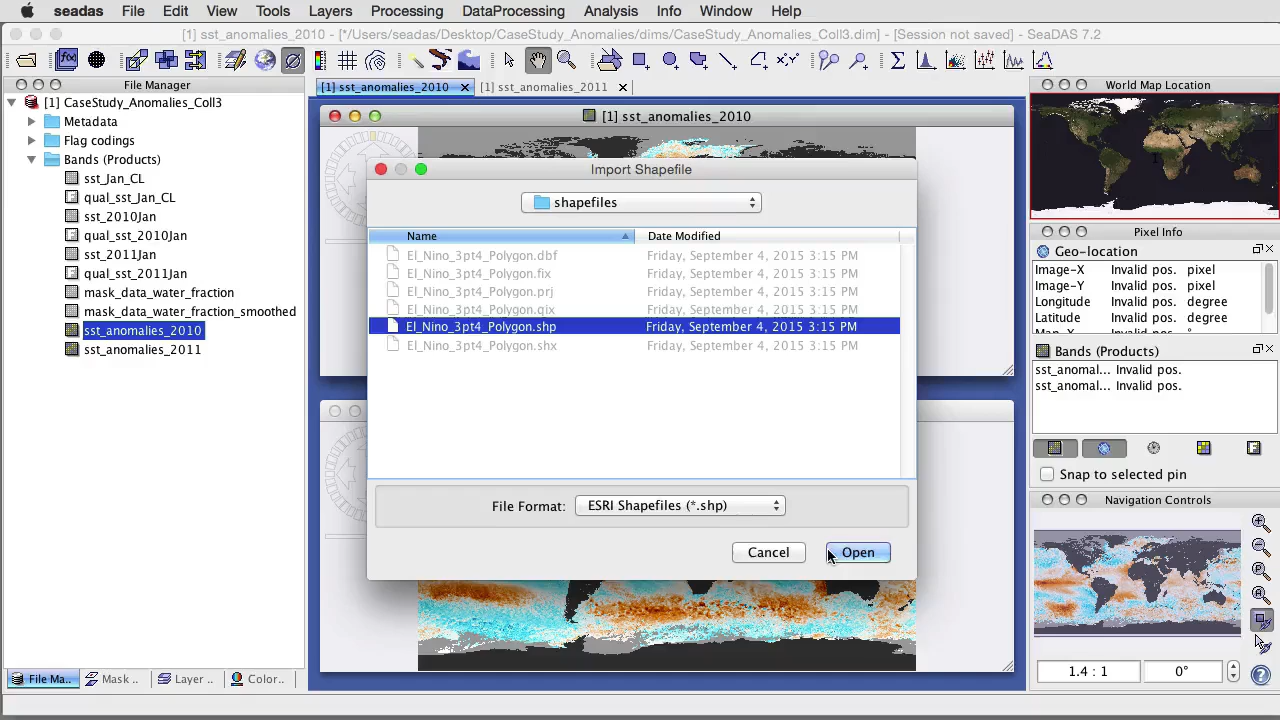 seadas File Edit View Tools Layers Processing DataProcessing Analysis Info Window Help
[1] sst_anomalies_2010 - [*/Users/seadas/Desktop/CaseStudy_Anomalies/dims/CaseStudy_Anomalies_Coll3.dim] - [Session not saved] - SeaDAS 7.2
File Manager
[1] CaseStudy_Anomalies_Coll3
Metadata
Flag codings
Bands (Products)
sst_Jan_CL
qual_sst_Jan_CL
sst_2010Jan
qual_sst_2010Jan
sst_2011Jan
qual_sst_2011Jan
mask_data_water_fraction
mask_data_water_fraction_smoothed
sst_anomalies_2010
sst_anomalies_2011
File Ma... Mask .. Layer .. Color..
[1] sst_anomalies_2010 [1] sst_anomalies_2011
[1] sst_anomalies_2010
Import Shapefile
shapefiles
Name Date Modified
El_Nino_3pt4_Polygon.dbf Friday, September 4, 2015 3:15 PM
El_Nino_3pt4_Polygon.fix Friday, September 4, 2015 3:15 PM
El_Nino_3pt4_Polygon.prj Friday, September 4, 2015 3:15 PM
El_Nino_3pt4_Polygon.qix Friday, September 4, 2015 3:15 PM
El_Nino_3pt4_Polygon.shp Friday, September 4, 2015 3:15 PM
El_Nino_3pt4_Polygon.shx Friday, September 4, 2015 3:15 PM
File Format: ESRI Shapefiles (*.shp)
Cancel Open
World Map Location
Pixel Info
Geo-location
Image-X Invalid pos. pixel
Image-Y Invalid pos. pixel
Longitude Invalid pos. degree
Latitude Invalid pos. degree
Bands (Products)
sst_anomal... Invalid pos.
sst_anomal... Invalid pos.
Snap to selected pin
Navigation Controls
1.4 : 1 0°